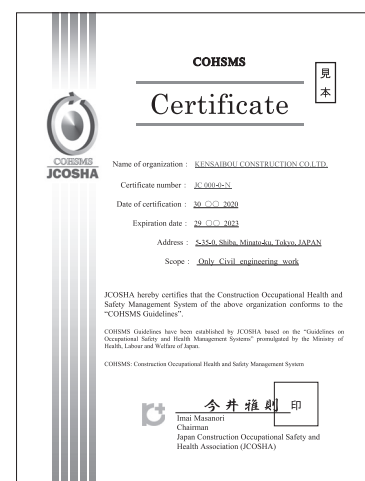 COHSMS
見
本
Certificate
COHSMS
JCOSHA
Name of organization : KENSAIBOU CONSTRUCTION CO.LTD.
Certificate number : JC 000-0-N
Date of certification : 30 〇〇 2020
Expiration date : 29 〇〇 2023
Address : 5-35-0, Shiba, Minato-ku, Tokyo, JAPAN
Scope : Only Civil engineering work
JCOSHA hereby certifies that the Construction Occupational Health and
Safety Management System of the above organization conforms to the
“COHSMS Guidelines”.
COHSMS Guidelines have been established by JCOSHA based on the “Guidelines on
Occupational Safety and Health Management Systems” promulgated by the Ministry of
Health, Labour and Welfare of Japan.
COHSMS: Construction Occupational Health and Safety Management System
今井雅則 印
Imai Masanori
Chairman
Japan Construction Occupational Safety and
Health Association (JCOSHA)